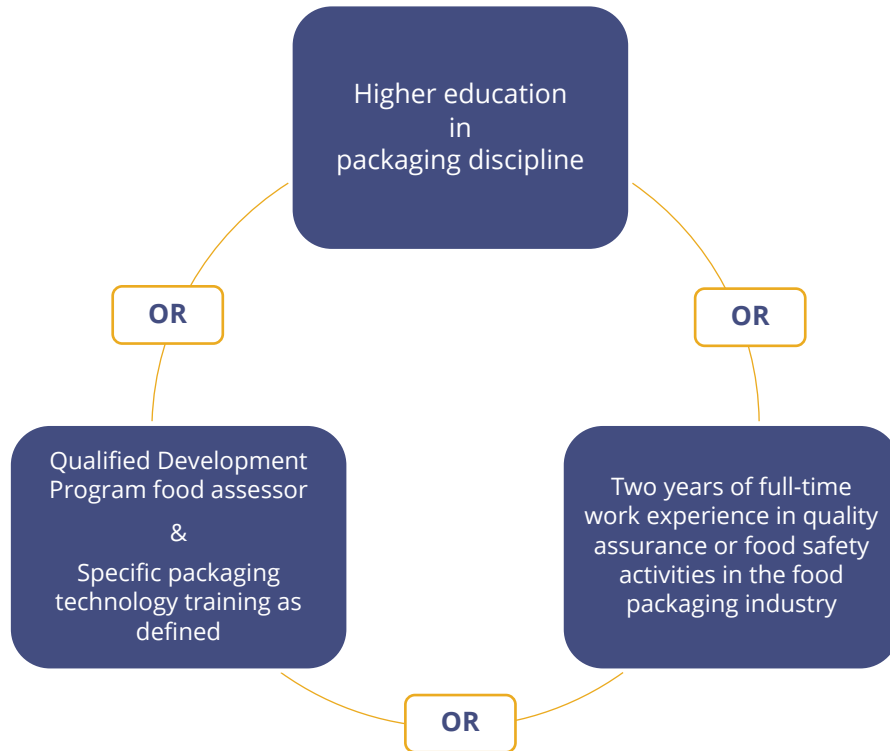 Higher education
in
packaging discipline
OR
OR
Qualified Development
Program food assessor
&
Specific packaging
technology training as
defined
Two years of full-time
work experience in quality
assurance or food safety
activities in the food
packaging industry
OR